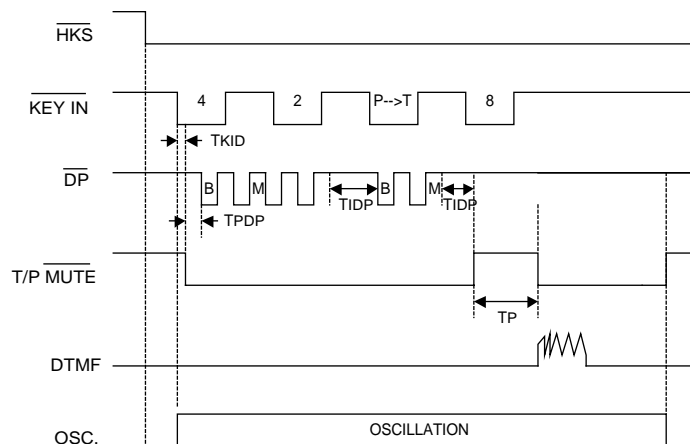 HKS
KEY IN 4 2 P-->T 8
TKID
DP B M B M
TIDP TIDP
TPDP
T/P MUTE
TP
DTMF
OSC. OSCILLATION